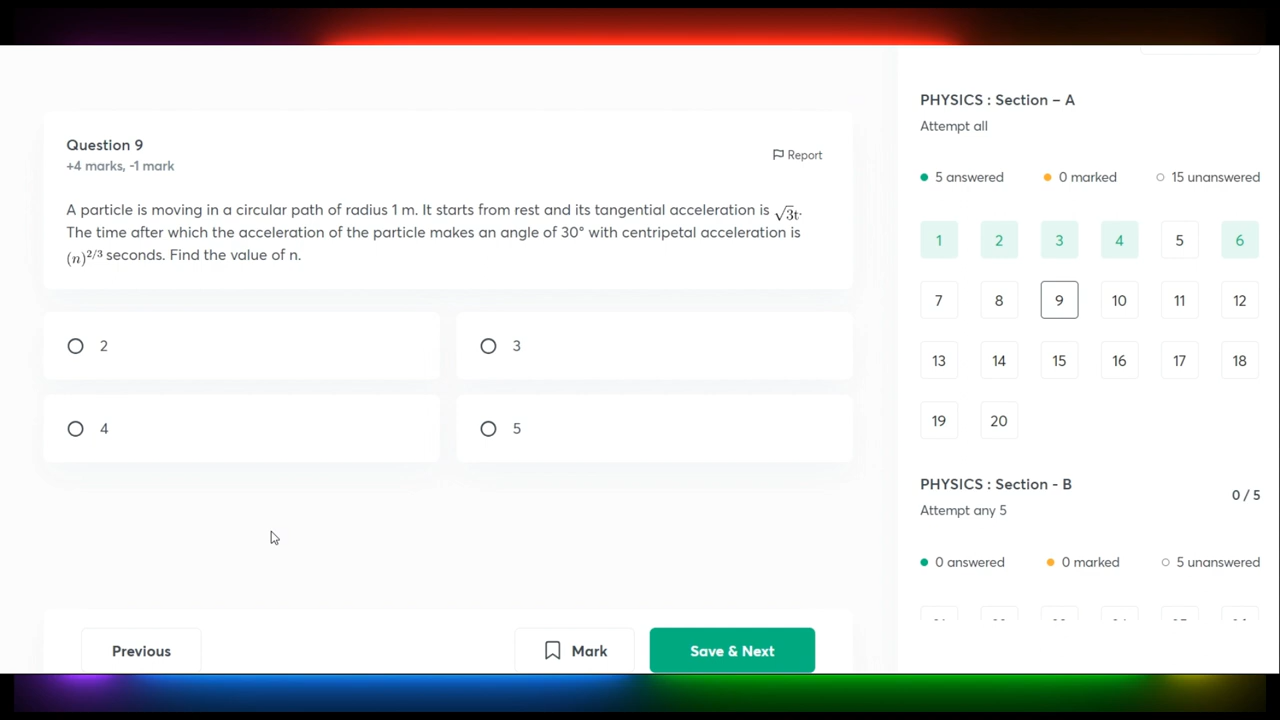 Question 9
+4 marks, -1 mark
Report
A particle is moving in a circular path of radius 1 m. It starts from rest and its tangential acceleration is √3t.
The time after which the acceleration of the particle makes an angle of 30° with centripetal acceleration is
(n)^{2/3} seconds. Find the value of n.
2
3
4
5
Previous
Mark
Save & Next
PHYSICS : Section – A
Attempt all
5 answered
0 marked
15 unanswered
1 2 3 4 5 6
7 8 9 10 11 12
13 14 15 16 17 18
19 20
PHYSICS : Section - B
0 / 5
Attempt any 5
0 answered
0 marked
5 unanswered